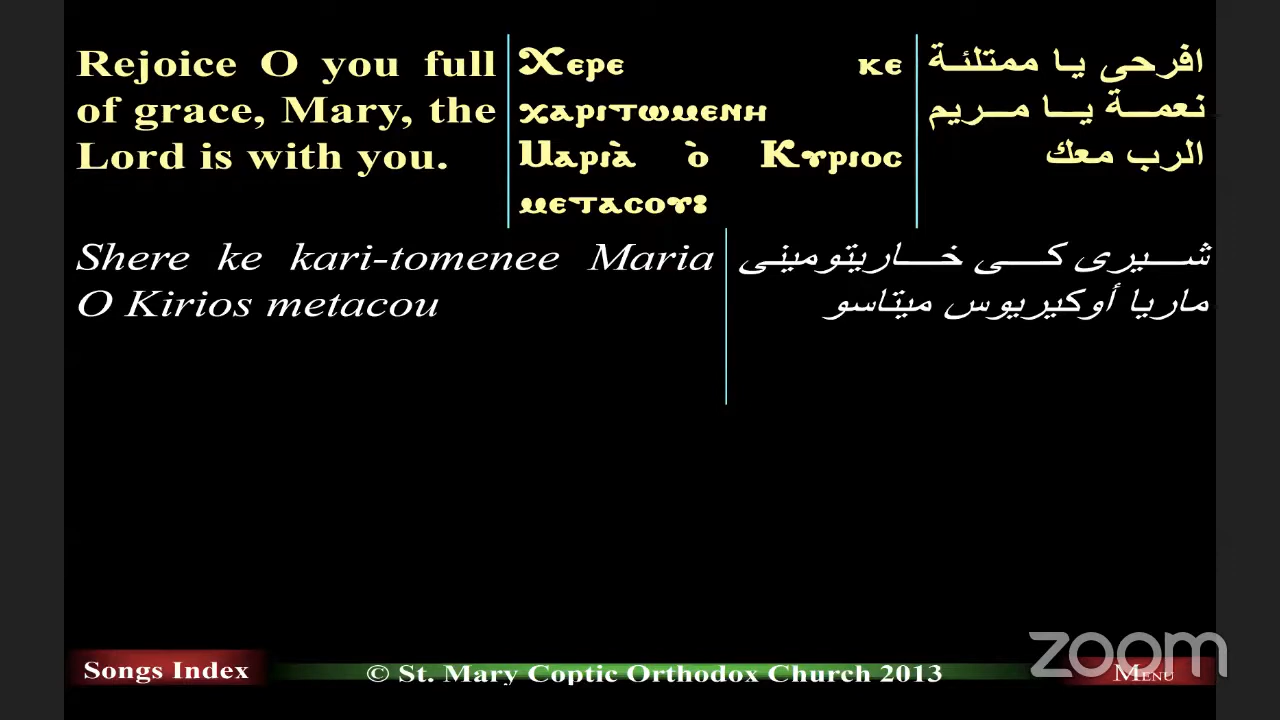 Rejoice O you full
of grace, Mary, the
Lord is with you.
Ⲭⲉⲣⲉ ⲕⲉ
ⲭⲁⲣⲓⲧⲱⲙⲉⲛⲏ
Ⲙⲁⲣⲓⲁ̀ ⲟ̀ Ⲕⲩⲣⲓⲟⲥ
ⲙⲉⲧⲁⲥⲟⲩ⁝
افرحى يا ممتلئة
نعمة يا مريم
الرب معك
Shere ke kari-tomenee Maria
O Kirios metacou
شيرى كى خاريتومينى
ماريا أوكيريوس ميتاسو
Songs Index
© St. Mary Coptic Orthodox Church 2013
MENU
zoom